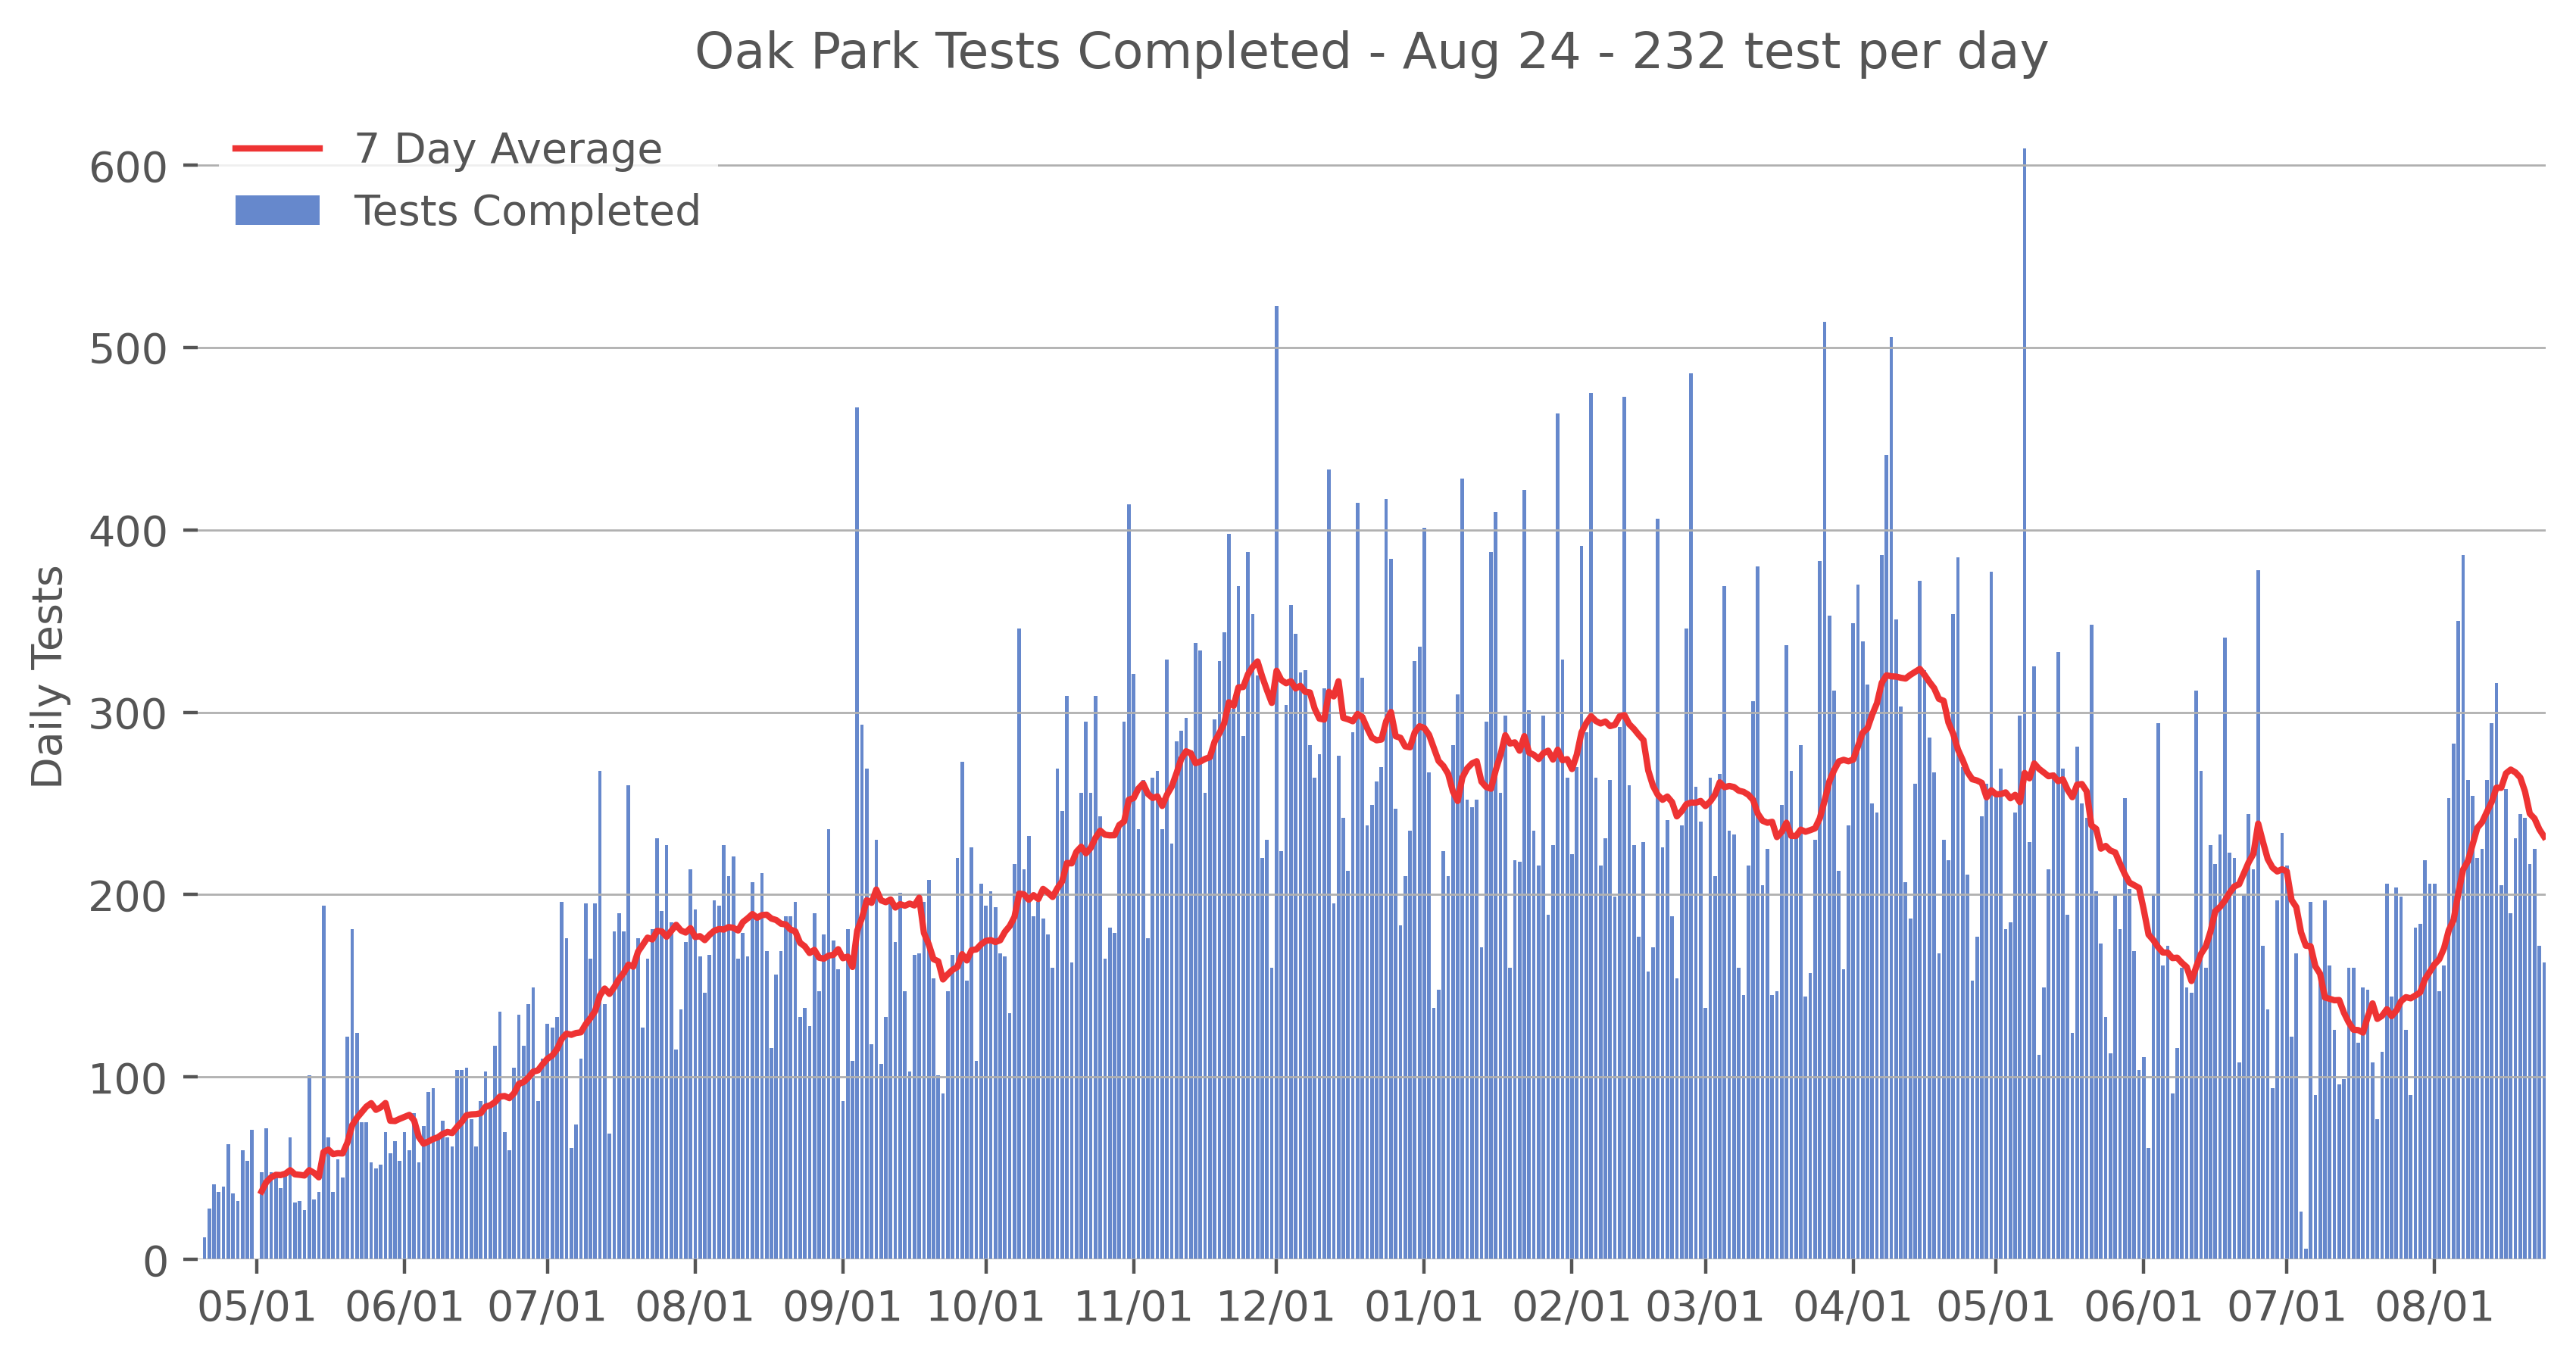 Oak Park Tests Completed - Aug 24 - 232 test per day
7 Day Average
Tests Completed
Daily Tests
600
500
400
300
200
100
0
05/01 06/01 07/01 08/01 09/01 10/01 11/01 12/01 01/01 02/01 03/01 04/01 05/01 06/01 07/01 08/01